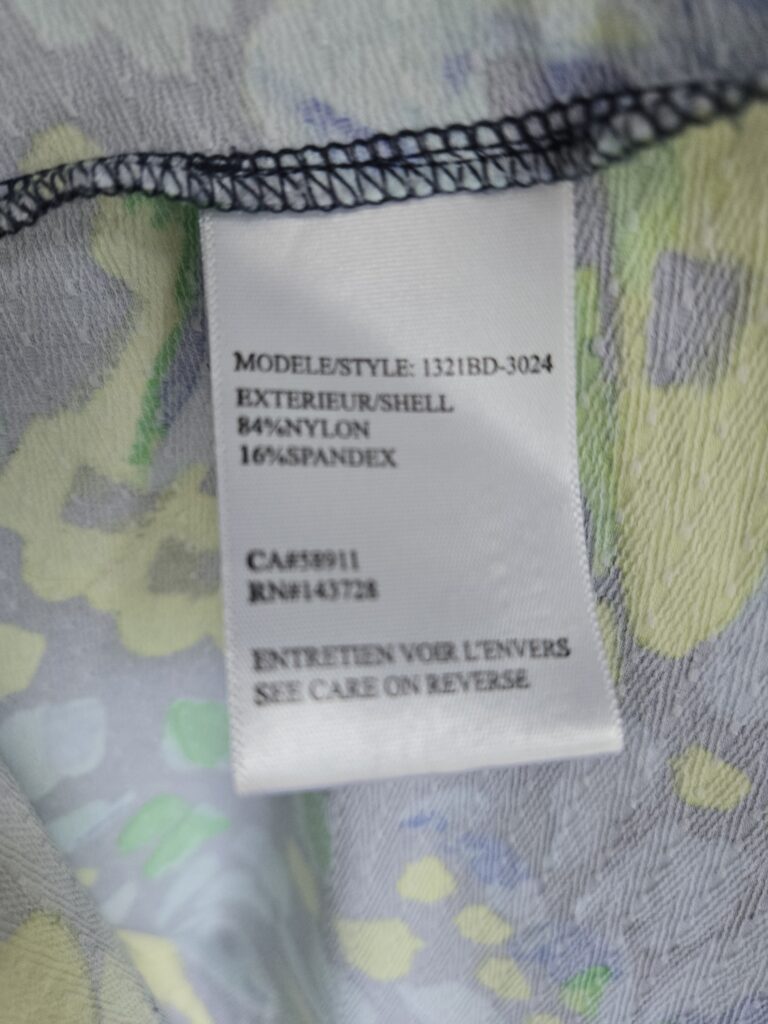 MODELE/STYLE: 1321BD-3024
EXTERIEUR/SHELL
84%NYLON
16%SPANDEX
CA#58911
RN#143728
ENTRETIEN VOIR L'ENVERS
SEE CARE ON REVERSE